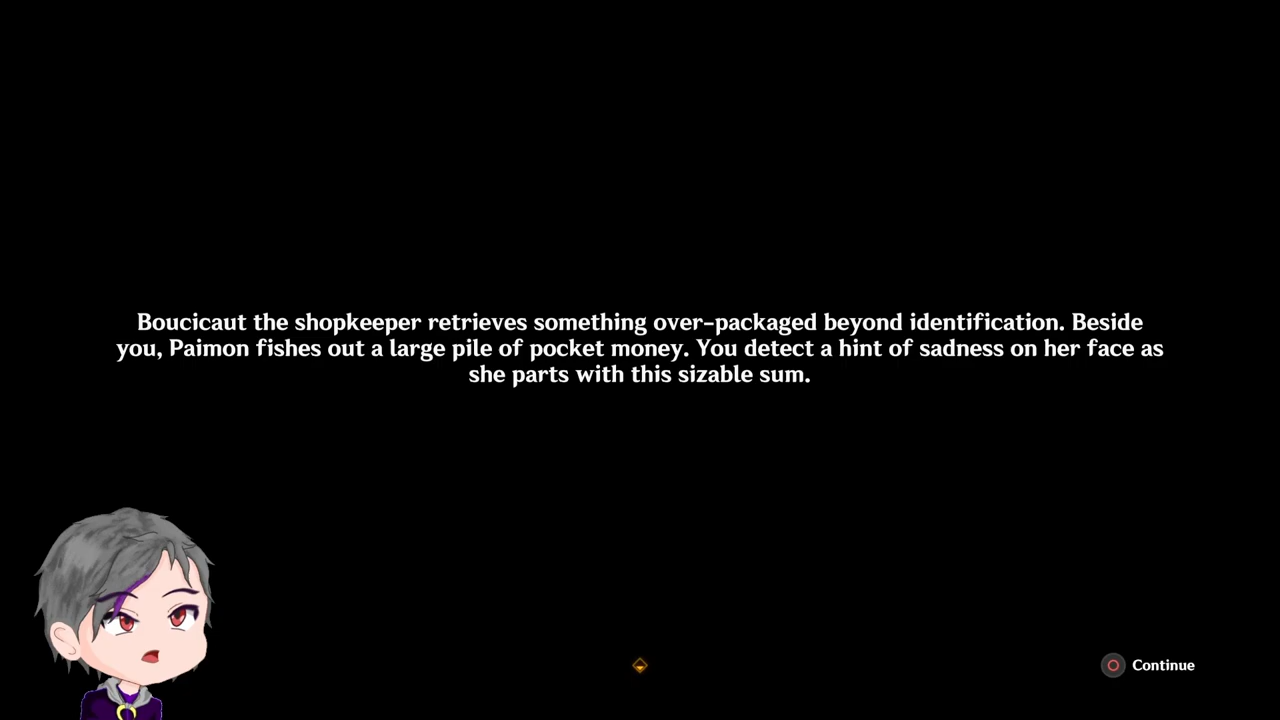 Boucicaut the shopkeeper retrieves something over-packaged beyond identification. Beside
you, Paimon fishes out a large pile of pocket money. You detect a hint of sadness on her face as
she parts with this sizable sum.
Continue